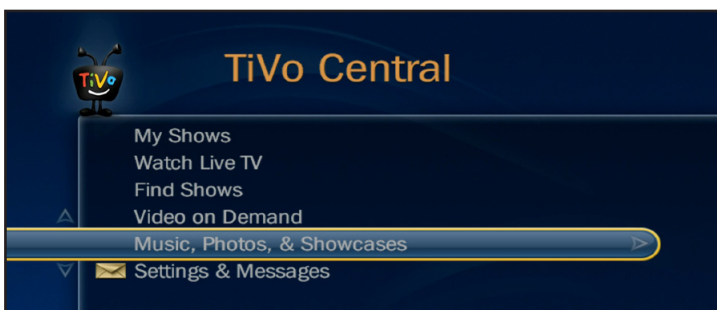 TiVo
TiVo Central
My Shows
Watch Live TV
Find Shows
Video on Demand
Music, Photos, & Showcases
Settings & Messages